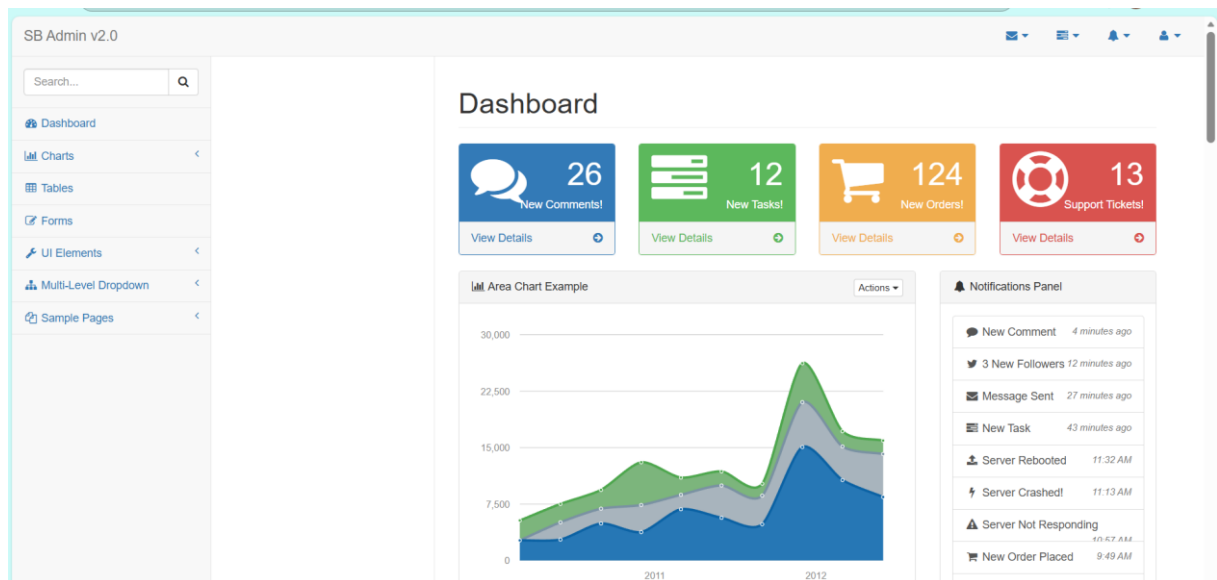 SB Admin v2.0
Search...
Dashboard
Charts
Tables
Forms
UI Elements
Multi-Level Dropdown
Sample Pages
Dashboard
26
New Comments!
View Details
12
New Tasks!
View Details
124
New Orders!
View Details
13
Support TIckets!
View Details
Area Chart Example
Actions
30,000
22,500
15,000
7,500
0
2011
2012
Notifications Panel
New Comment 4 minutes ago
3 New Followers 12 minutes ago
Message Sent 27 minutes ago
New Task 43 minutes ago
Server Rebooted 11:32 AM
Server Crashed! 11:13 AM
Server Not Responding
10:57 AM
New Order Placed 9:49 AM